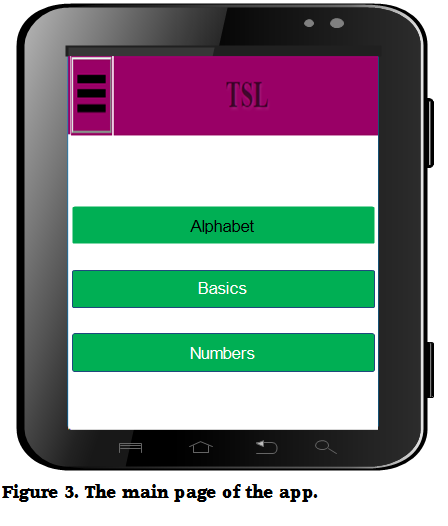 TSL
Alphabet
Basics
Numbers
Figure 3. The main page of the app.